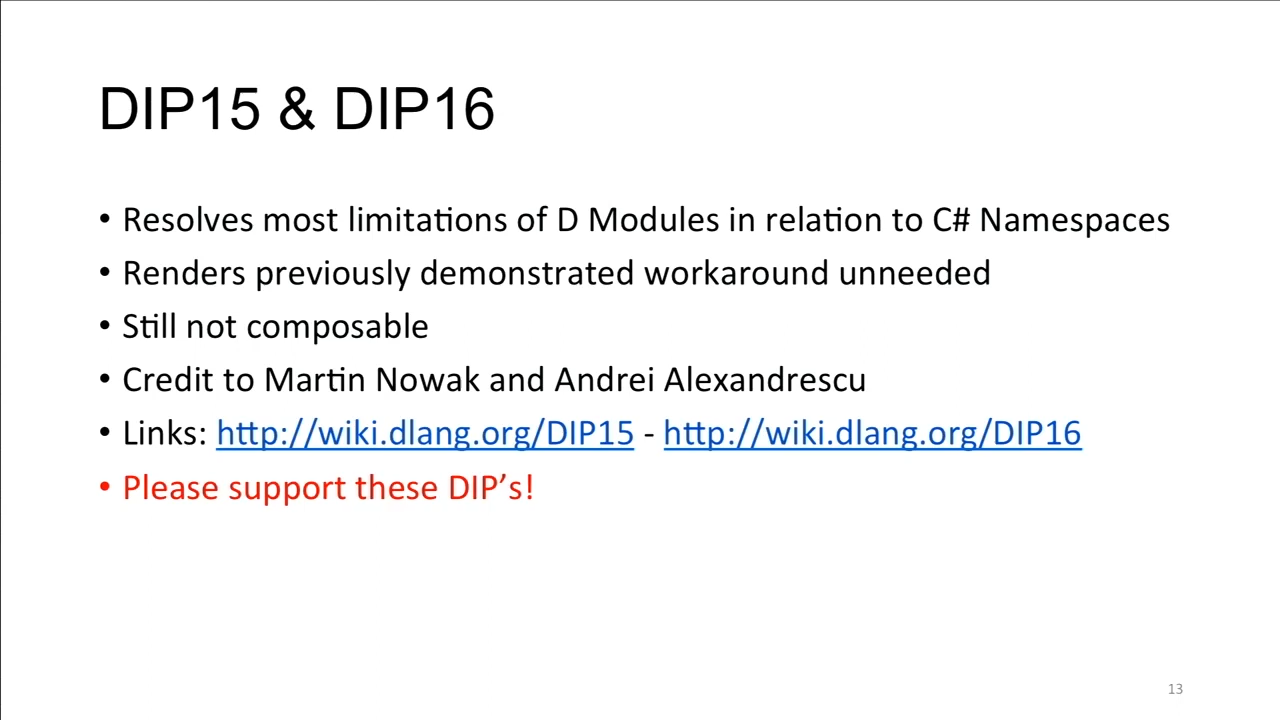 DIP15 & DIP16
• Resolves most limitations of D Modules in relation to C# Namespaces
• Renders previously demonstrated workaround unneeded
• Still not composable
• Credit to Martin Nowak and Andrei Alexandrescu
• Links: http://wiki.dlang.org/DIP15 - http://wiki.dlang.org/DIP16
• Please support these DIP’s!
13